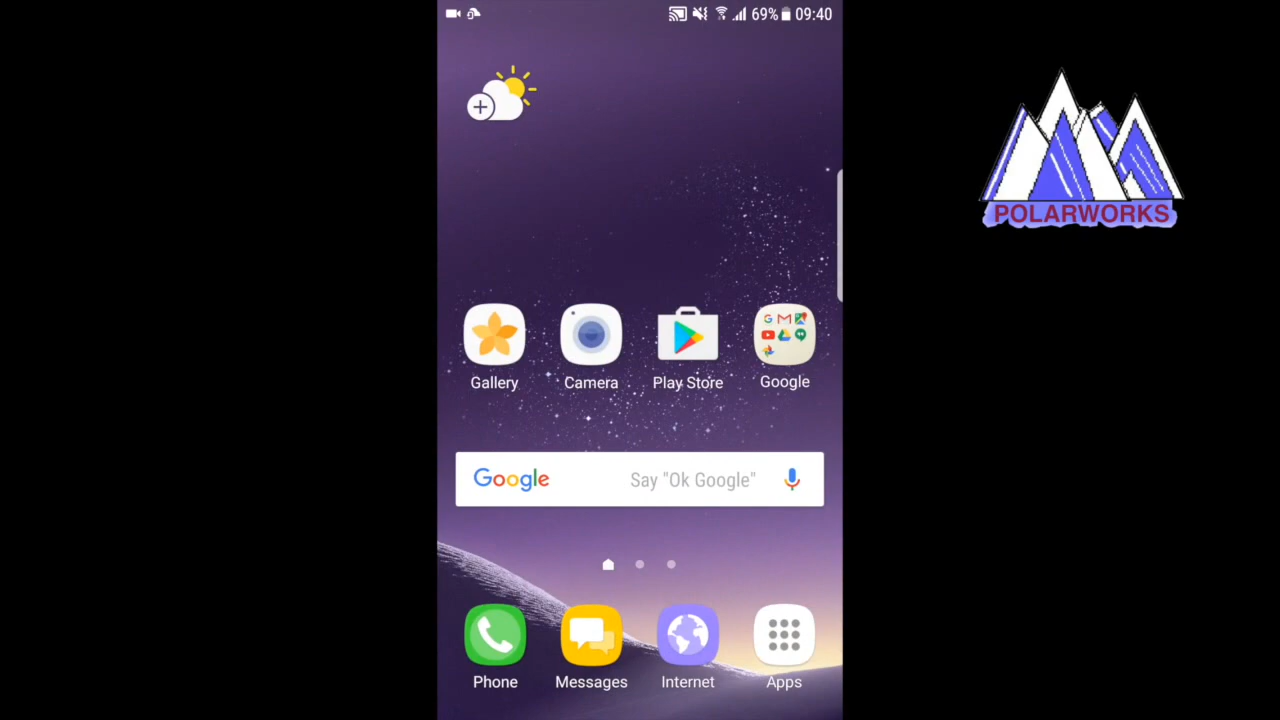 69% 09:40
POLARWORKS
Gallery Camera Play Store Google
Google Say "Ok Google"
Phone Messages Internet Apps